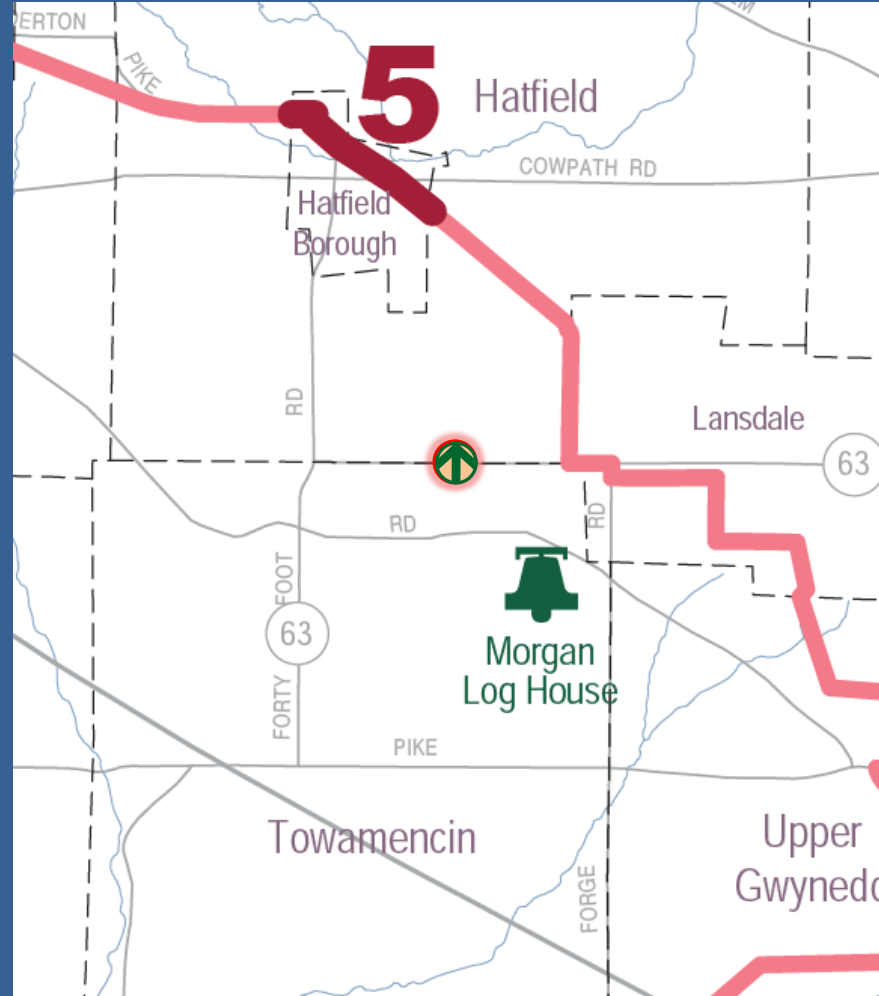 ERTON
PIKE
5
Hatfield
COWPATH RD
Hatfield
Borough
RD
Lansdale
63
RD
RD
FORTY FOOT
63
Morgan
Log House
PIKE
Towamencin
Upper
Gwynedd
FORGE